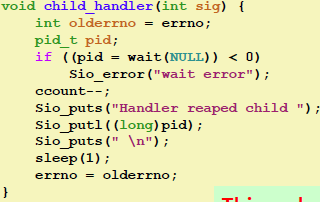 void child_handler(int sig) {
    int olderrno = errno;
    pid_t pid;
    if ((pid = wait(NULL)) < 0)
        Sio_error("wait error");
    ccount--;
    Sio_puts("Handler reaped child ");
    Sio_putl((long)pid);
    Sio_puts(" \n");
    sleep(1);
    errno = olderrno;
}